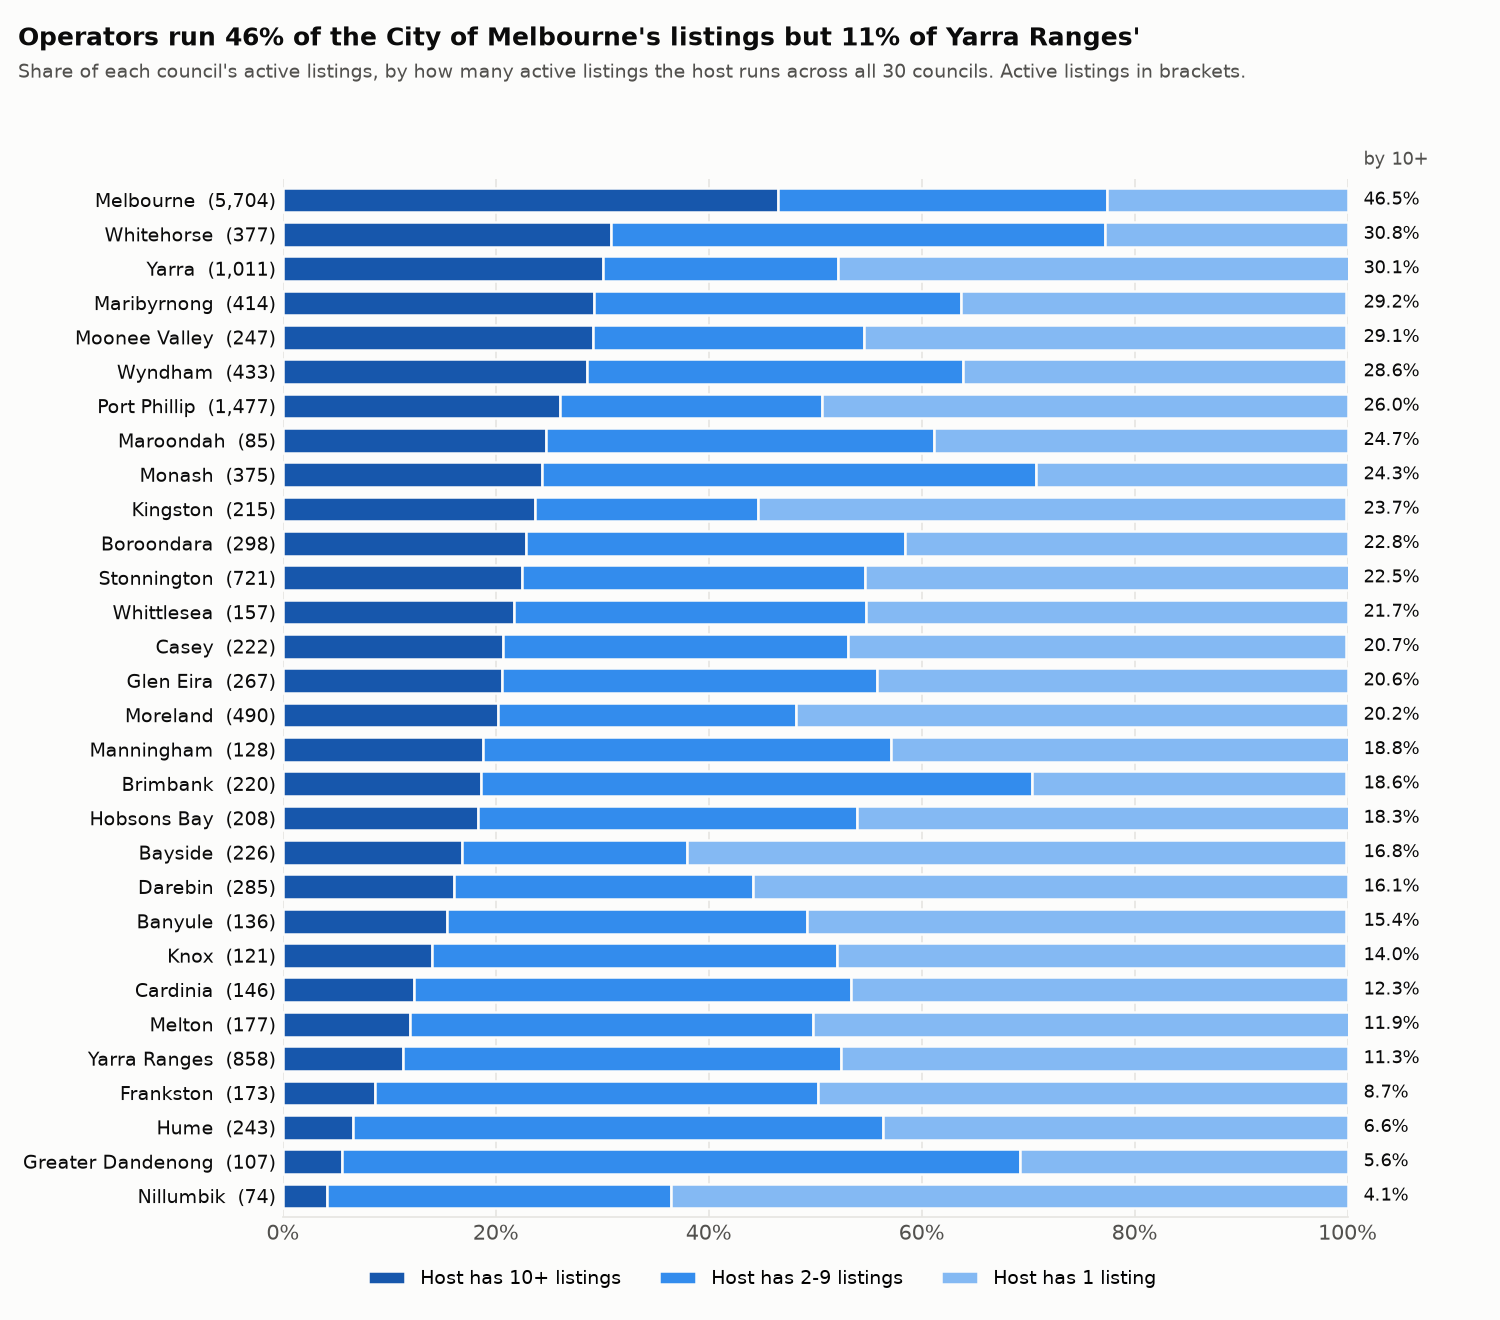 Operators run 46% of the City of Melbourne's listings but 11% of Yarra Ranges'
Share of each council's active listings, by how many active listings the host runs across all 30 councils. Active listings in brackets.
by 10+
Melbourne (5,704) 46.5%
Whitehorse (377) 30.8%
Yarra (1,011) 30.1%
Maribyrnong (414) 29.2%
Moonee Valley (247) 29.1%
Wyndham (433) 28.6%
Port Phillip (1,477) 26.0%
Maroondah (85) 24.7%
Monash (375) 24.3%
Kingston (215) 23.7%
Boroondara (298) 22.8%
Stonnington (721) 22.5%
Whittlesea (157) 21.7%
Casey (222) 20.7%
Glen Eira (267) 20.6%
Moreland (490) 20.2%
Manningham (128) 18.8%
Brimbank (220) 18.6%
Hobsons Bay (208) 18.3%
Bayside (226) 16.8%
Darebin (285) 16.1%
Banyule (136) 15.4%
Knox (121) 14.0%
Cardinia (146) 12.3%
Melton (177) 11.9%
Yarra Ranges (858) 11.3%
Frankston (173) 8.7%
Hume (243) 6.6%
Greater Dandenong (107) 5.6%
Nillumbik (74) 4.1%
0% 20% 40% 60% 80% 100%
Host has 10+ listings Host has 2-9 listings Host has 1 listing